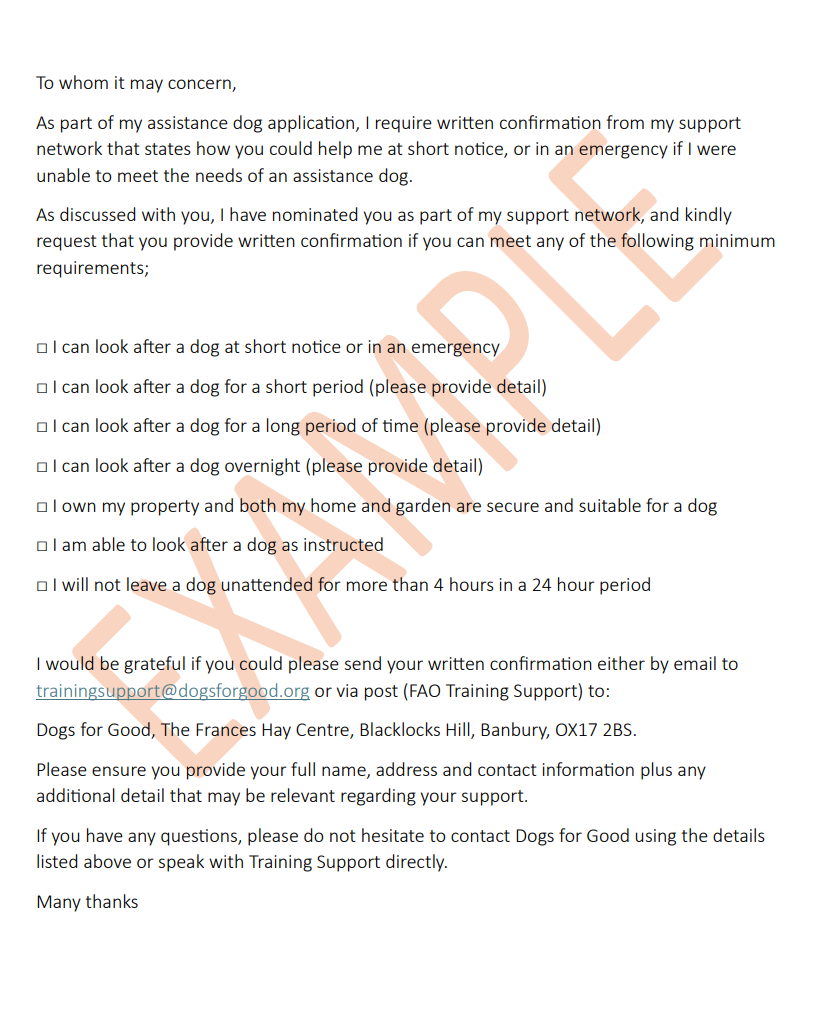 To whom it may concern,
As part of my assistance dog application, I require written confirmation from my support
network that states how you could help me at short notice, or in an emergency if I were
unable to meet the needs of an assistance dog.
As discussed with you, I have nominated you as part of my support network, and kindly
request that you provide written confirmation if you can meet any of the following minimum
requirements;
□ I can look after a dog at short notice or in an emergency
□ I can look after a dog for a short period (please provide detail)
□ I can look after a dog for a long period of time (please provide detail)
□ I can look after a dog overnight (please provide detail)
□ I own my property and both my home and garden are secure and suitable for a dog
□ I am able to look after a dog as instructed
□ I will not leave a dog unattended for more than 4 hours in a 24 hour period
I would be grateful if you could please send your written confirmation either by email to
trainingsupport@dogsforgood.org or via post (FAO Training Support) to:
Dogs for Good, The Frances Hay Centre, Blacklocks Hill, Banbury, OX17 2BS.
Please ensure you provide your full name, address and contact information plus any
additional detail that may be relevant regarding your support.
If you have any questions, please do not hesitate to contact Dogs for Good using the details
listed above or speak with Training Support directly.
Many thanks
EXAMPLE